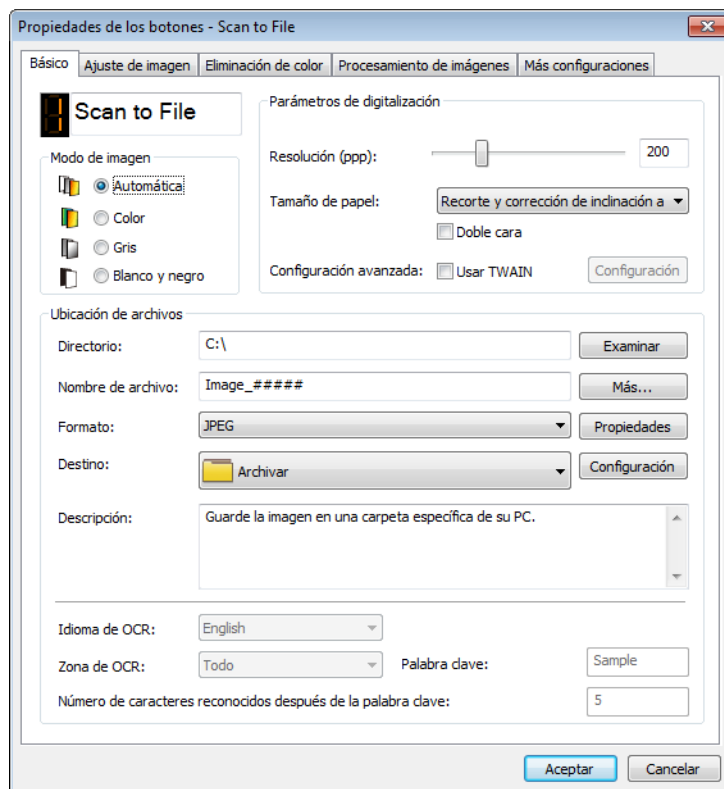 Propiedades de los botones - Scan to File
Básico Ajuste de imagen Eliminación de color Procesamiento de imágenes Más configuraciones
1 Scan to File
Parámetros de digitalización
Resolución (ppp): 200
Modo de imagen
Automática
Color
Gris
Blanco y negro
Tamaño de papel: Recorte y corrección de inclinación a
Doble cara
Configuración avanzada: Usar TWAIN Configuración
Ubicación de archivos
Directorio: C:\ Examinar
Nombre de archivo: Image_##### Más...
Formato: JPEG Propiedades
Destino: Archivar Configuración
Descripción: Guarde la imagen en una carpeta específica de su PC.
Idioma de OCR: English
Zona de OCR: Todo Palabra clave: Sample
Número de caracteres reconocidos después de la palabra clave: 5
Aceptar Cancelar